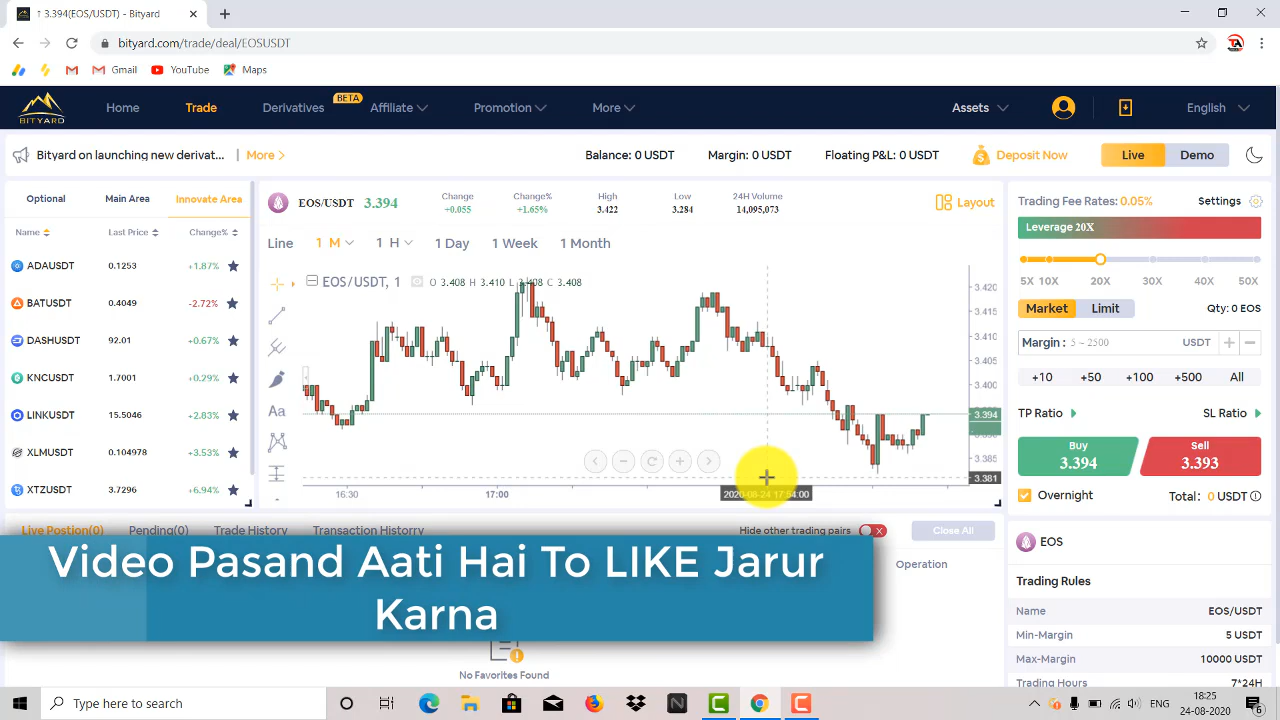 ↑ 3.394(EOS/USDT) - Bityard
bityard.com/trade/deal/EOSUSDT
Gmail YouTube Maps
BITYARD Home Trade Derivatives BETA Affiliate Promotion More Assets English
Bityard on launching new derivat... More > Balance: 0 USDT Margin: 0 USDT Floating P&L: 0 USDT Deposit Now Live Demo
Optional Main Area Innovate Area
Name Last Price Change%
ADAUSDT 0.1253 +1.87%
BATUSDT 0.4049 -2.72%
DASHUSDT 92.01 +0.67%
KNCUSDT 1.7001 +0.29%
LINKUSDT 15.5046 +2.83%
XLMUSDT 0.104978 +3.53%
XTZUSDT 3.7296 +6.94%
EOS/USDT 3.394
Change Change% High Low 24H Volume
+0.055 +1.65% 3.422 3.284 14,095,073
Layout
Line 1 M 1 H 1 Day 1 Week 1 Month
EOS/USDT, 1 O 3.408 H 3.410 L 3.408 C 3.408
Aa
3.420
3.415
3.410
3.405
3.400
3.394
3.385
3.381
16:30 17:00 2020-08-24 17:54:00
Trading Fee Rates: 0.05% Settings
Leverage 20X
5X 10X 20X 30X 40X 50X
Market Limit Qty: 0 EOS
Margin : 5 ~ 2500 USDT
+10 +50 +100 +500 All
TP Ratio SL Ratio
Buy Sell
3.394 3.393
Overnight Total: 0 USDT
EOS
Trading Rules
Name EOS/USDT
Min-Margin 5 USDT
Max-Margin 10000 USDT
Trading Hours 7*24H
Live Postion(0) Pending(0) Trade History Transaction Historry Hide other trading pairs X Close All
Operation
Video Pasand Aati Hai To LIKE Jarur
Karna
No Favorites Found
Type here to search
18:25
ENG
24-08-2020
6